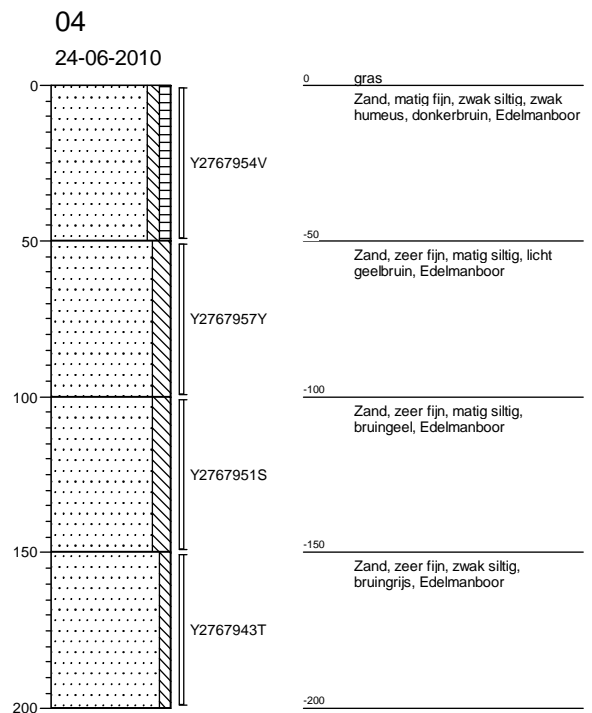 04
24-06-2010
0
0 gras
Zand, matig fijn, zwak siltig, zwak
humeus, donkerbruin, Edelmanboor
Y2767954V
50
-50
Zand, zeer fijn, matig siltig, licht
geelbruin, Edelmanboor
Y2767957Y
100
-100
Zand, zeer fijn, matig siltig,
bruingeel, Edelmanboor
Y2767951S
150
-150
Zand, zeer fijn, zwak siltig,
bruingrijs, Edelmanboor
Y2767943T
200
-200